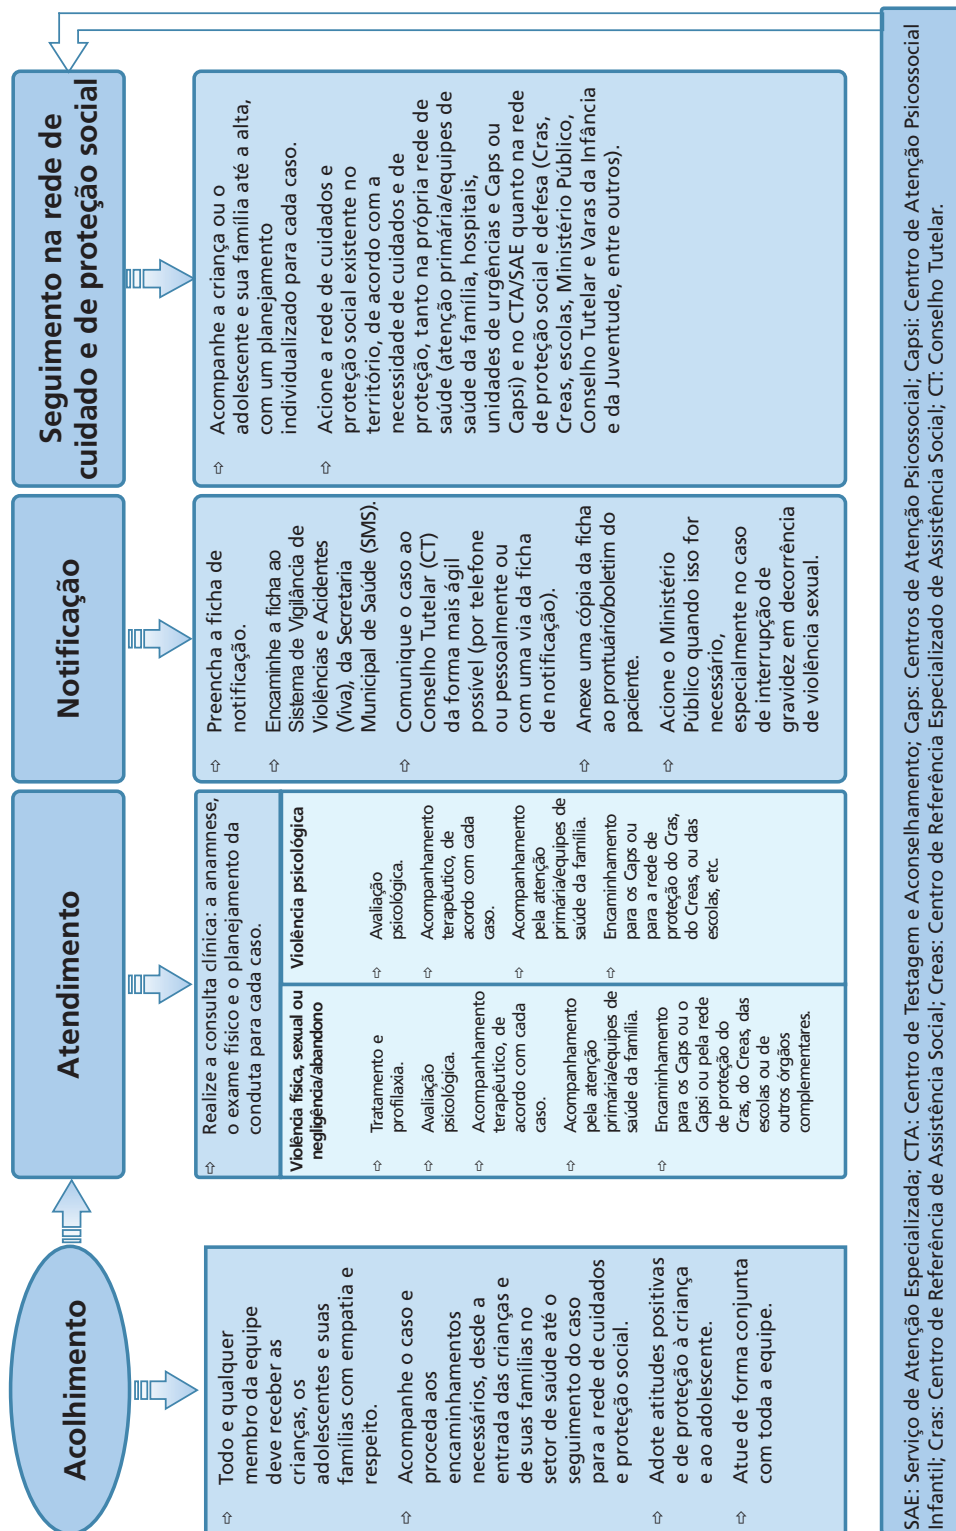 Acolhimento
Todo e qualquer
membro da equipe
deve receber as
crianças, os
adolescentes e suas
famílias com empatia e
respeito.
Acompanhe o caso e
proceda aos
encaminhamentos
necessários, desde a
entrada das crianças e
de suas famílias no
setor de saúde até o
seguimento do caso
para a rede de cuidados
e proteção social.
Adote atitudes positivas
e de proteção à criança
e ao adolescente.
Atue de forma conjunta
com toda a equipe.
Atendimento
Realize a consulta clínica: a anamnese,
o exame físico e o planejamento da
conduta para cada caso.
Violência física, sexual ou
negligência/abandono
Tratamento e
profilaxia.
Avaliação
psicológica.
Acompanhamento
terapêutico, de
acordo com cada
caso.
Acompanhamento
pela atenção
primária/equipes de
saúde da família.
Encaminhamento
para os Caps ou o
Capsi ou pela rede
de proteção do
Cras, do Creas, das
escolas ou de
outros órgãos
complementares.
Violência psicológica
Avaliação
psicológica.
Acompanhamento
terapêutico, de
acordo com cada
caso.
Acompanhamento
pela atenção
primária/equipes de
saúde da família.
Encaminhamento
para os Caps ou
para a rede de
proteção do Cras,
do Creas, ou das
escolas, etc.
Notificação
Preencha a ficha de
notificação.
Encaminhe a ficha ao
Sistema de Vigilância de
Violências e Acidentes
(Viva), da Secretaria
Municipal de Saúde (SMS).
Comunique o caso ao
Conselho Tutelar (CT)
da forma mais ágil
possível (por telefone
ou pessoalmente ou
com uma via da ficha
de notificação).
Anexe uma cópia da ficha
ao prontuário/boletim do
paciente.
Acione o Ministério
Público quando isso for
necessário,
especialmente no caso
de interrupção de
gravidez em decorrência
de violência sexual.
Seguimento na rede de
cuidado e de proteção social
Acompanhe a criança ou o
adolescente e sua família até a alta,
com um planejamento
individualizado para cada caso.
Acione a rede de cuidados e
proteção social existente no
território, de acordo com a
necessidade de cuidados e de
proteção, tanto na própria rede de
saúde (atenção primária/equipes de
saúde da família, hospitais,
unidades de urgências e Caps ou
Capsi) e no CTA/SAE quanto na rede
de proteção social e defesa (Cras,
Creas, escolas, Ministério Público,
Conselho Tutelar e Varas da Infância
e da Juventude, entre outros).
SAE: Serviço de Atenção Especializada; CTA: Centro de Testagem e Aconselhamento; Caps: Centros de Atenção Psicossocial; Capsi: Centro de Atenção Psicossocial
Infantil; Cras: Centro de Referência de Assistência Social; Creas: Centro de Referência Especializado de Assistência Social; CT: Conselho Tutelar.